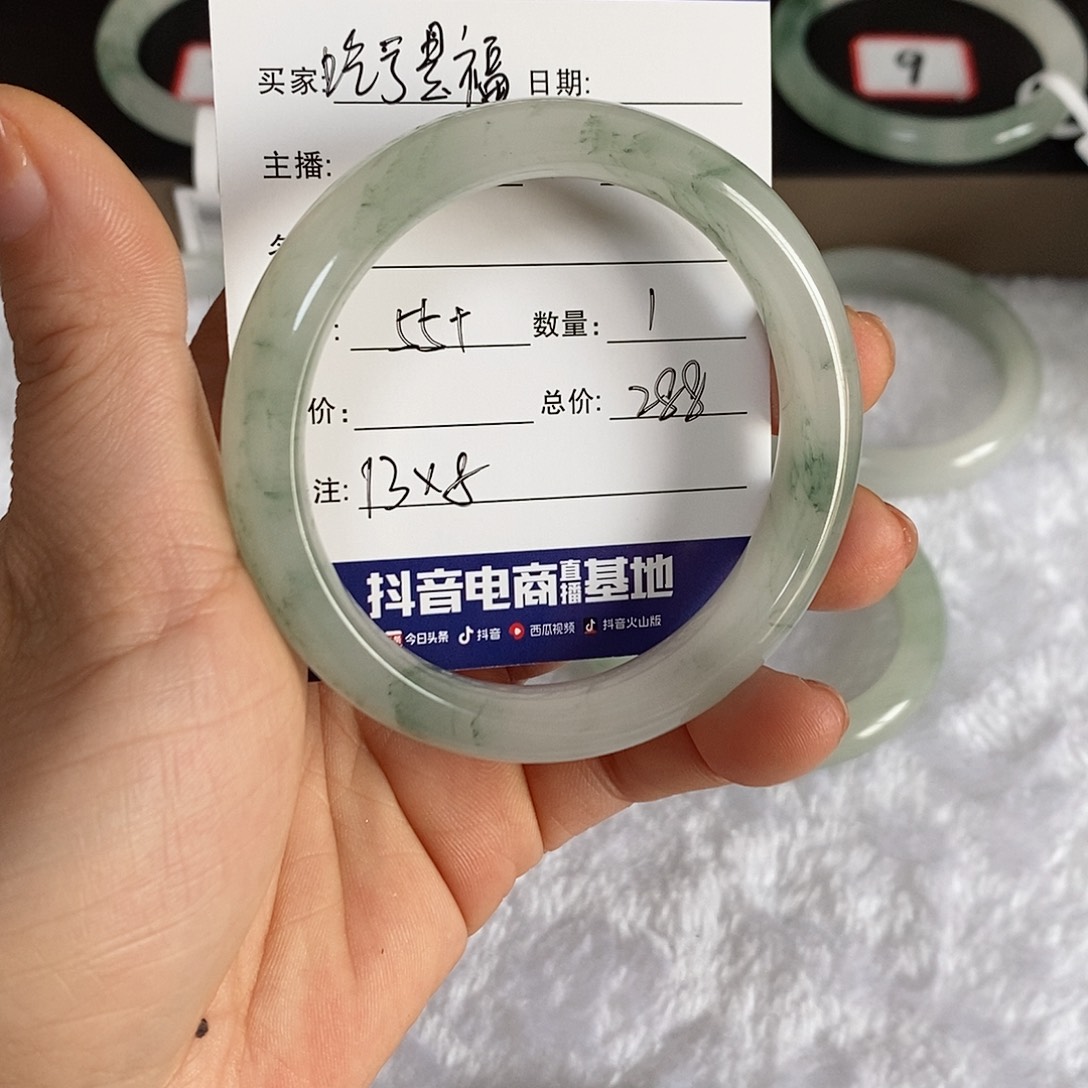 9
买家: 吃亏是福 日期:
主播:
: 55+ 数量: 1
价: 总价: 288
注: 13×8
抖音电商直播基地
今日头条 抖音 西瓜视频 抖音火山版